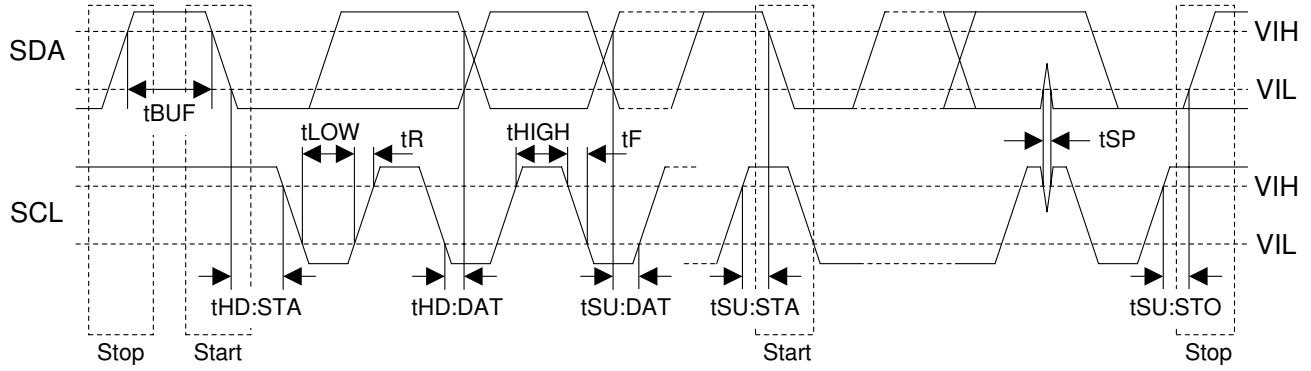 SDA
VIH
VIL
tBUF
tLOW
tR
tHIGH
tF
tSP
SCL
VIH
VIL
tHD:STA
tHD:DAT
tSU:DAT
tSU:STA
tSU:STO
Stop
Start
Start
Stop